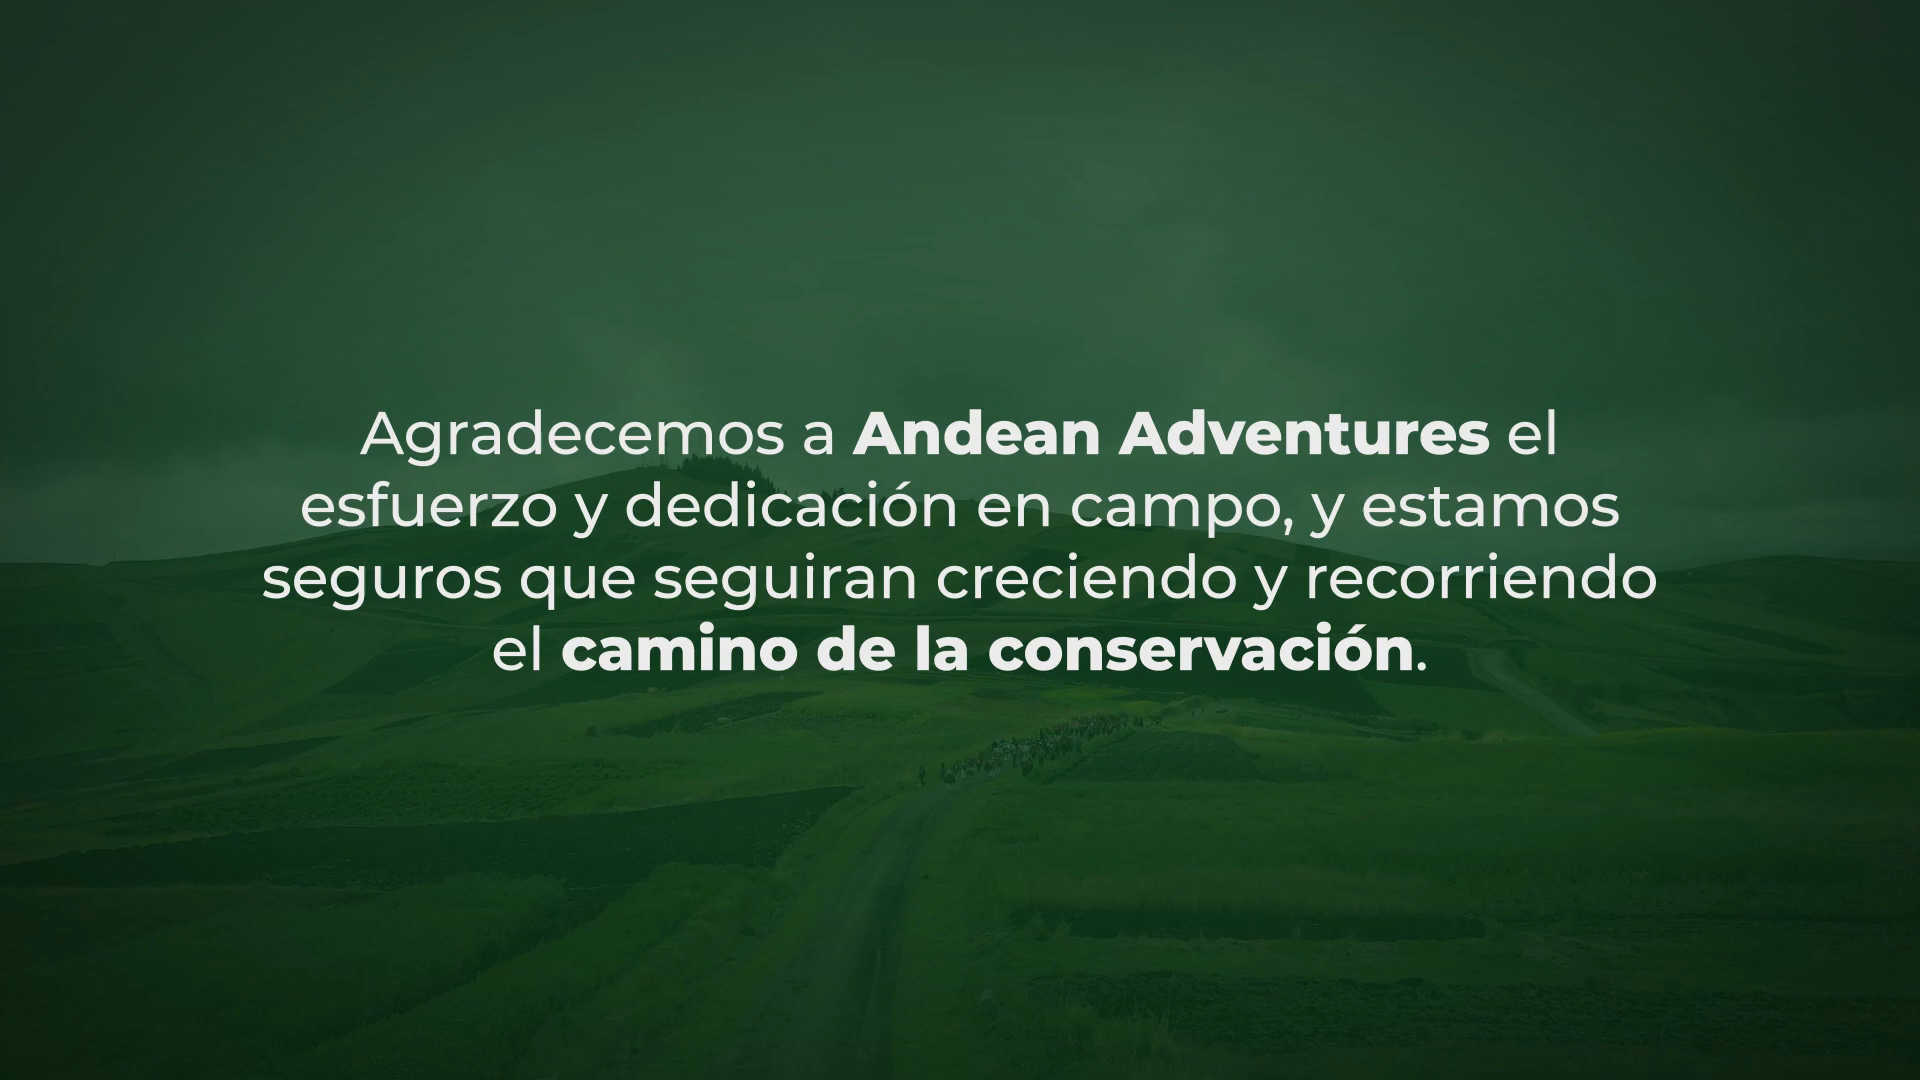 Agradecemos a Andean Adventures el
esfuerzo y dedicación en campo, y estamos
seguros que seguiran creciendo y recorriendo
el camino de la conservación.